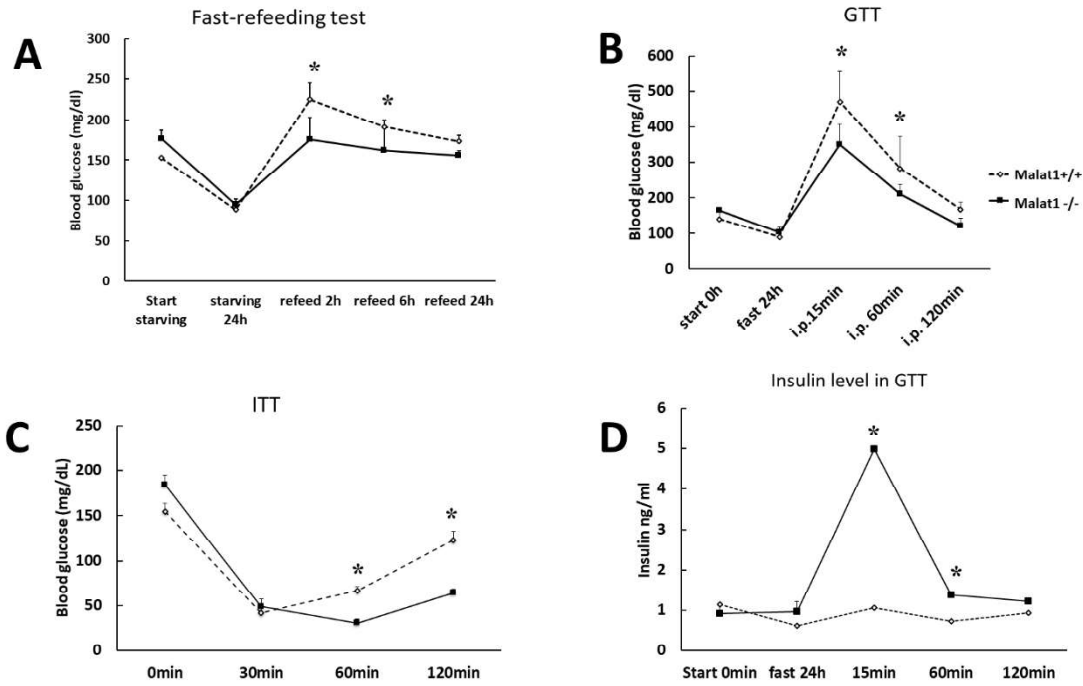 A
Fast-refeeding test
Blood glucose (mg/dl)
300
250
200
150
100
50
0
*
*
Start starving
starving 24h
refeed 2h
refeed 6h
refeed 24h
B
GTT
Blood glucose (mg/dl)
600
500
400
300
200
100
0
*
*
start 0h
fast 24h
i.p.15min
i.p. 60min
i.p. 120min
Malat1+/+
Malat1 -/-
C
ITT
Blood glucose (mg/dL)
250
200
150
100
50
0
*
*
0min
30min
60min
120min
D
Insulin level in GTT
Insulin ng/ml
6
5
4
3
2
1
0
*
*
Start 0min
fast 24h
15min
60min
120min